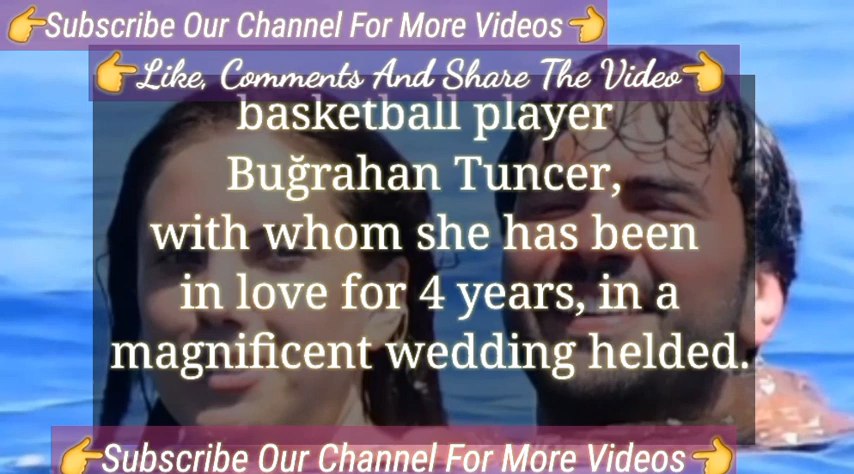 👉Subscribe Our Channel For More Videos👈
👉Like, Comments And Share The Video👈
basketball player
Buğrahan Tuncer,
with whom she has been
in love for 4 years, in a
magnificent wedding helded.
👉Subscribe Our Channel For More Videos👈